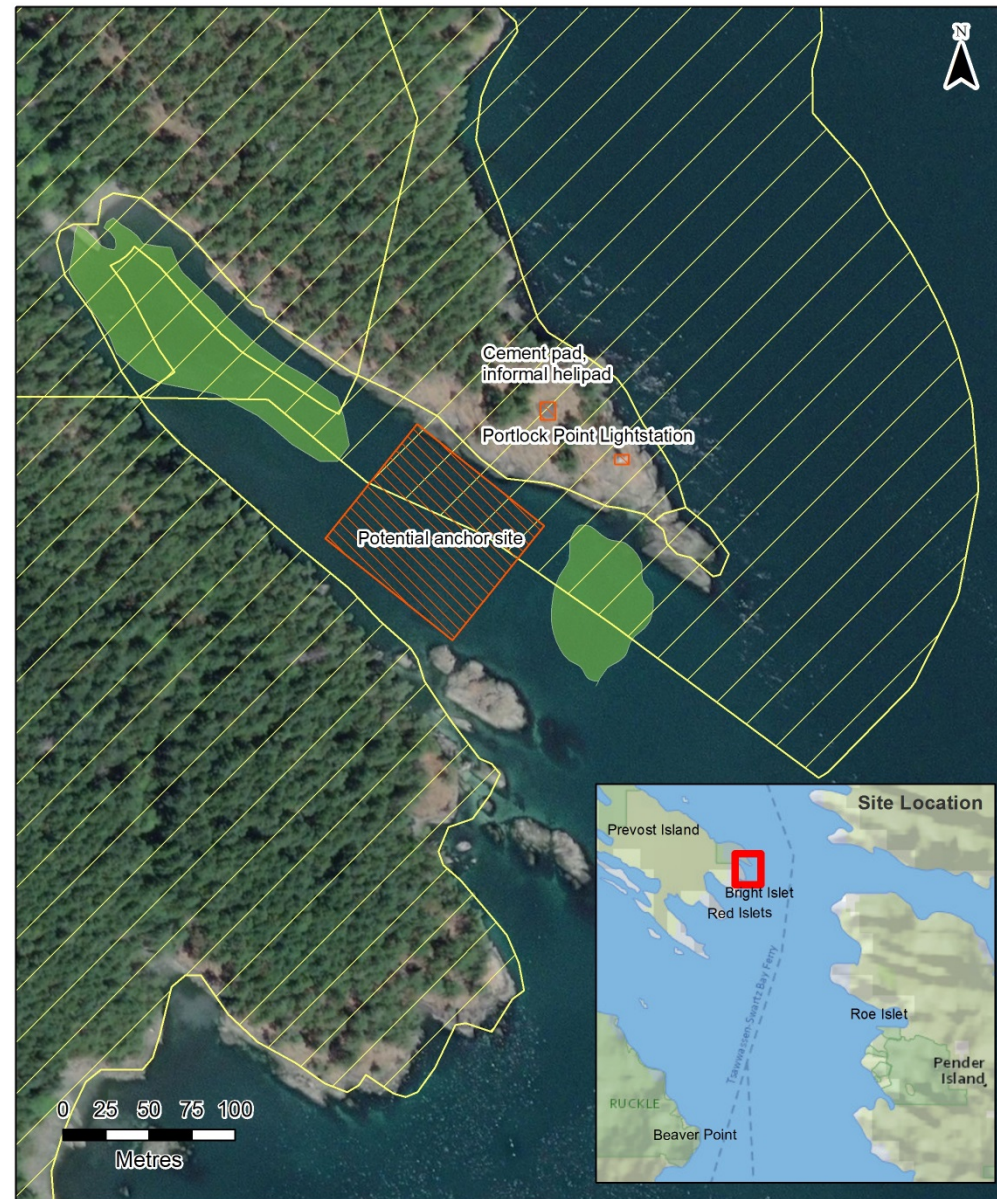 N
Cement pad,
informal helipad
Portlock Point Lightstation
Potential anchor site
0 25 50 75 100
Metres
Site Location
Prevost Island
Bright Islet
Red Islets
Tsawwassen-Swartz Bay Ferry
Roe Islet
Pender
Island
RUCKLE
Beaver Point